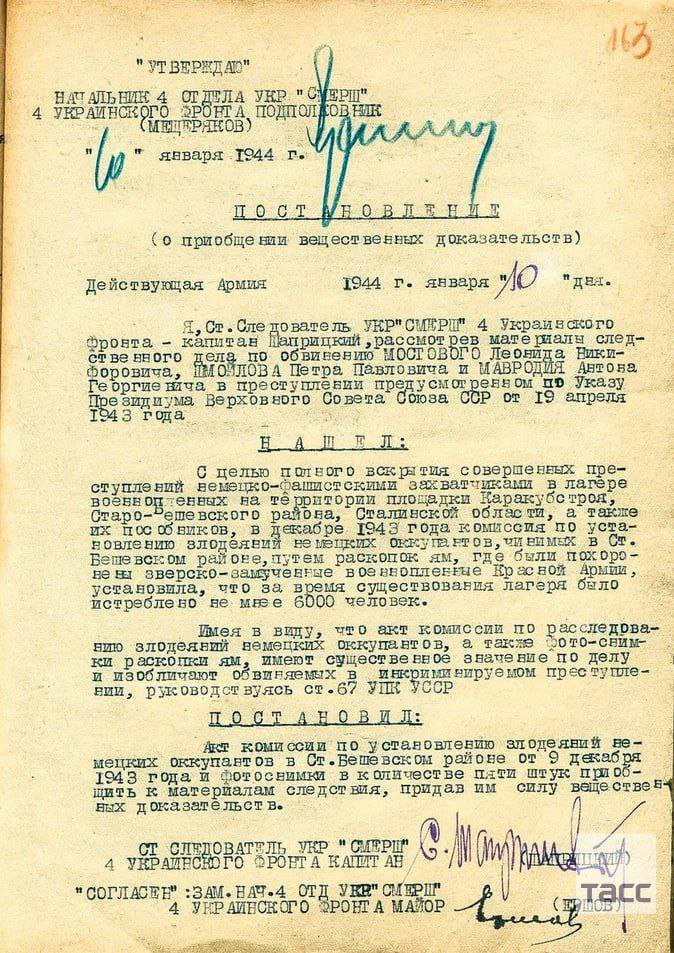 163
"УТВЕРЖДАЮ"
НАЧАЛЬНИК 4 ОТДЕЛА УКР "СМЕРШ"
4 УКРАИНСКОГО ФРОНТА ПОДПОЛКОВНИК
(МЕЩЕРЯКОВ)
"10" января 1944 г.
ПОСТАНОВЛЕНИЕ
(о приобщении вещественных доказательств)
Действующая Армия 1944 г. января "10" дня.
Я, Ст.Следователь УКР"СМЕРШ" 4 Украинского
фронта - капитан Шаприцкий, рассмотрев материалы след-
ственного дела по обвинению МОСТОВОГО Леонида Ники-
форовича, ШМОЙЛОВА Петра Павловича и МАВРОДИЯ Антона
Георгиевича в преступлении предусмотренном по Указу
Президиума Верховного Совета Союза ССР от 19 апреля
1943 года
НАШЕЛ:
С целью полного вскрытия совершенных пре-
ступлений немецко-фашистскими захватчиками в лагере
военнопленных на территории площадки Каракубстроя,
Старо-Бешевского района, Сталинской области, а также
их пособников, в декабре 1943 года комиссия по уста-
новлению злодеяний немецких оккупантов, чинимых в Ст.
Бешевском районе, путем раскопок ям, где были похоро-
нены зверско-замученные военнопленные Красной Армии,
установила, что за время существования лагеря было
истреблено не мнее 6000 человек.
Имея в виду, что акт комиссии по расследова-
нию злодеяний немецких оккупантов, а также фото-сним-
ки раскопки ям, имеют существенное значение по делу
и изобличают обвиняемых в инкриминируемом преступле-
нии, руководствуясь ст.67 УПК УССР
ПОСТАНОВИЛ:
Акт комиссии по установлению злодеяний не-
мецких оккупантов в Ст.Бешевском районе от 9 декабря
1943 года и фотоснимки в количестве пяти штук приоб-
щить к материалам следствия, придав им силу веществен-
ных доказательств.
СТ СЛЕДОВАТЕЛЬ УКР "СМЕРШ"
4 УКРАИНСКОГО ФРОНТА КАПИТАН (ШАПРИЦКИЙ)
"СОГЛАСЕН":ЗАМ.НАЧ.4 ОТД УКР"СМЕРШ"
4 УКРАИНСКОГО ФРОНТА МАЙОР (ЕРШОВ)
ТАСС